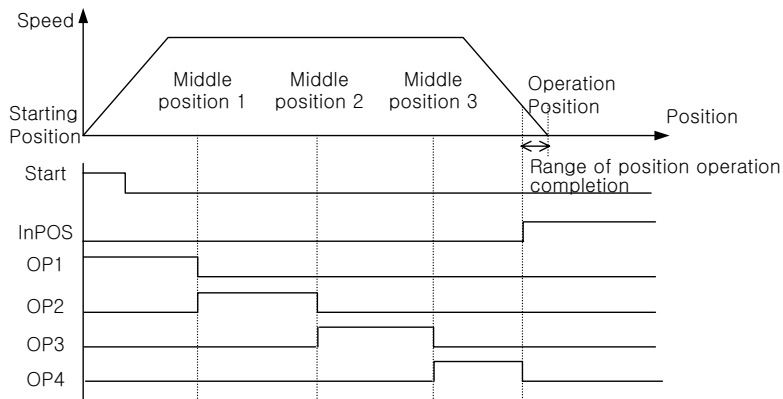 Speed
Middle position 1
Middle position 2
Middle position 3
Operation Position
Starting Position
Position
Range of position operation completion
Start
InPOS
OP1
OP2
OP3
OP4